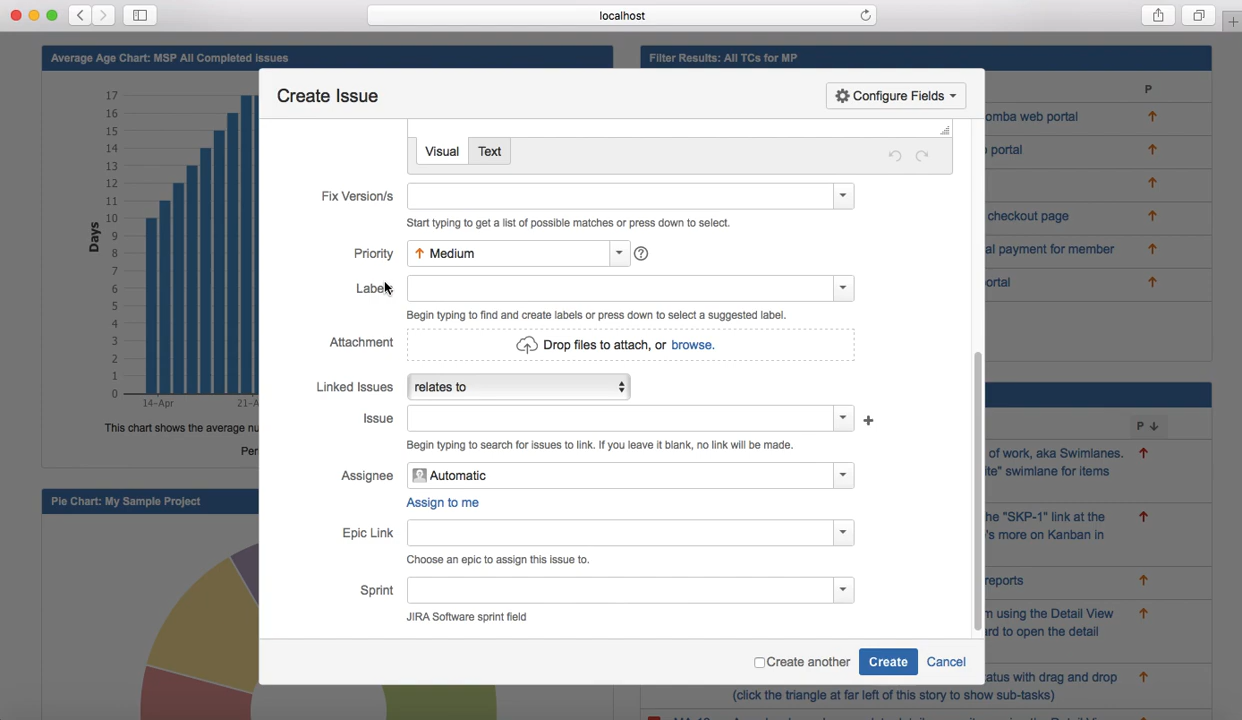 localhost
Average Age Chart: MSP All Completed Issues
Filter Results: All TCs for MP
Create Issue
Configure Fields
P
17
16
15
14
13
12
11
10
9
8
7
6
5
4
3
2
1
0
Days
14-Apr
21-A
This chart shows the average nu
Per
Pie Chart: My Sample Project
Visual
Text
Fix Version/s
Start typing to get a list of possible matches or press down to select.
Priority
Medium
Labels
Begin typing to find and create labels or press down to select a suggested label.
Attachment
Drop files to attach, or browse.
Linked Issues
relates to
Issue
Begin typing to search for issues to link. If you leave it blank, no link will be made.
Assignee
Automatic
Assign to me
Epic Link
Choose an epic to assign this issue to.
Sprint
JIRA Software sprint field
Create another
Create
Cancel
omba web portal
portal
checkout page
al payment for member
ortal
P
of work, aka Swimlanes.
ite" swimlane for items
he "SKP-1" link at the
's more on Kanban in
reports
m using the Detail View
ard to open the detail
atus with drag and drop
(click the triangle at far left of this story to show sub-tasks)